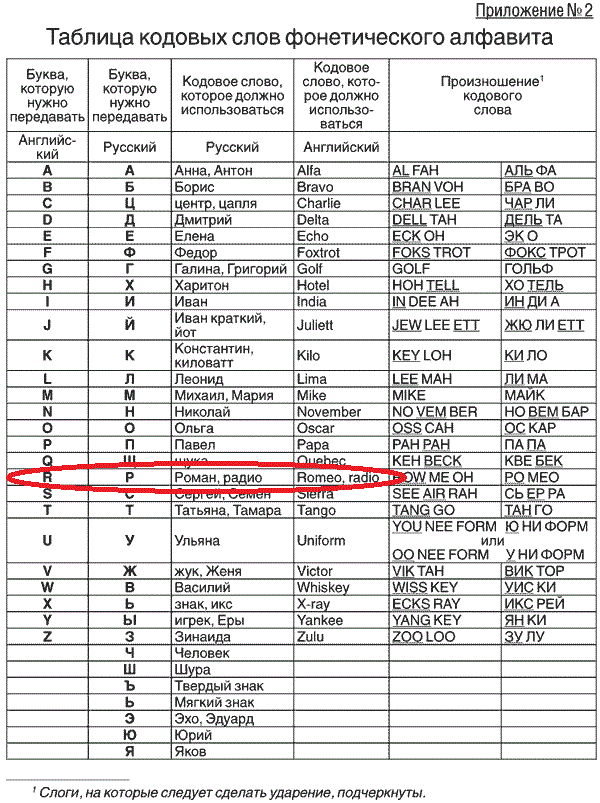 Приложение № 2
Таблица кодовых слов фонетического алфавита
Буква, которую нужно передавать
Буква, которую нужно передавать
Кодовое слово, которое должно использоваться
Кодовое слово, которое должно использоваться
Произношение¹ кодового слова
Английский Русский Русский Английский
A А Анна, Антон Alfa AL FAH АЛЬ ФА
B Б Борис Bravo BRAN VOH БРА ВО
C Ц центр, цапля Charlie CHAR LEE ЧАР ЛИ
D Д Дмитрий Delta DELL TAH ДЕЛЬ ТА
E Е Елена Echo ECK OH ЭК О
F Ф Федор Foxtrot FOKS TROT ФОКС ТРОТ
G Г Галина, Григорий Golf GOLF ГОЛЬФ
H Х Харитон Hotel HOH TELL ХО ТЕЛЬ
I И Иван India IN DEE AH ИН ДИ А
J Й Иван краткий, йот Juliett JEW LEE ETT ЖЮ ЛИ ЕТТ
K К Константин, киловатт Kilo KEY LOH КИ ЛО
L Л Леонид Lima LEE MAH ЛИ МА
M М Михаил, Мария Mike MIKE МАЙК
N Н Николай November NO VEM BER НО ВЕМ БАР
O О Ольга Oscar OSS CAH ОС КАР
P П Павел Papa PAH PAH ПА ПА
Q Щ щука Quebec KEH BECK КВЕ БЕК
R Р Роман, радио Romeo, radio ROW ME OH РО МЕО
S С Сергей, Семен Sierra SEE AIR RAH СЬ ЕР РА
T Т Татьяна, Тамара Tango TANG GO ТАН ГО
U У Ульяна Uniform YOU NEE FORM Ю НИ ФОРМ
или
OO NEE FORM У НИ ФОРМ
V Ж жук, Женя Victor VIK TAH ВИК ТОР
W В Василий Whiskey WISS KEY УИС КИ
X Ь знак, икс X-ray ECKS RAY ИКС РЕЙ
Y Ы игрек, Еры Yankee YANG KEY ЯН КИ
Z З Зинаида Zulu ZOO LOO ЗУ ЛУ
Ч Человек
Ш Шура
Ъ Твердый знак
Ь Мягкий знак
Э Эхо, Эдуард
Ю Юрий
Я Яков
¹ Слоги, на которые следует сделать ударение, подчеркнуты.